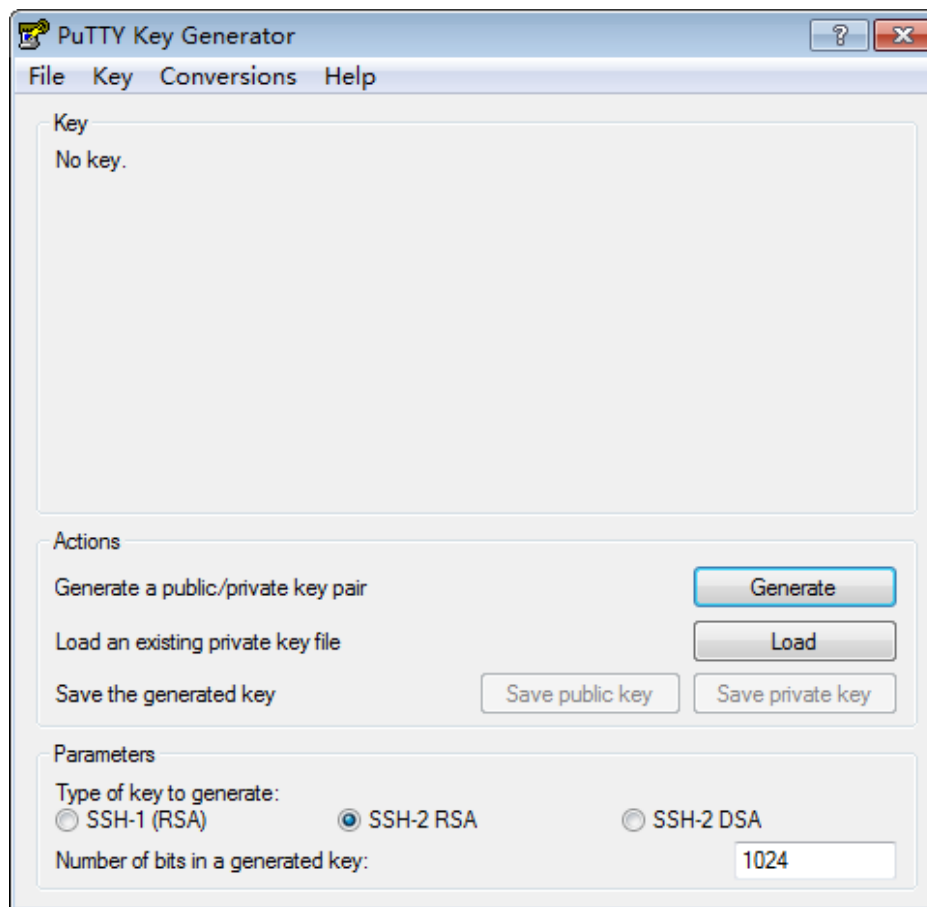 PuTTY Key Generator
File Key Conversions Help
Key
No key.
Actions
Generate a public/private key pair Generate
Load an existing private key file Load
Save the generated key Save public key Save private key
Parameters
Type of key to generate:
SSH-1 (RSA) SSH-2 RSA SSH-2 DSA
Number of bits in a generated key: 1024